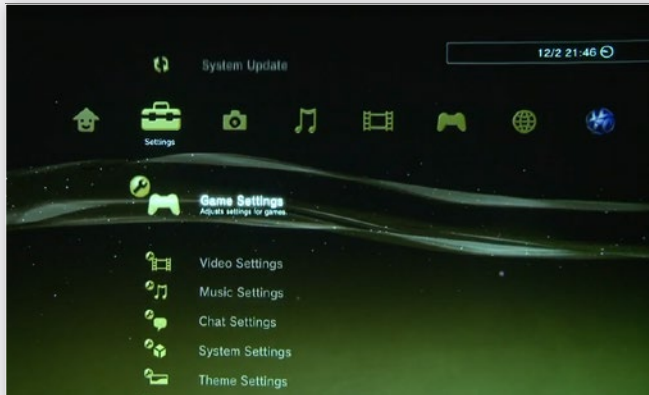 System Update
12/2 21:46
Settings
Game Settings
Adjusts settings for games.
Video Settings
Music Settings
Chat Settings
System Settings
Theme Settings